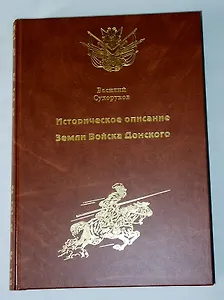 Василий
Сухоруков
Историческое описание
Земли Войска Донского